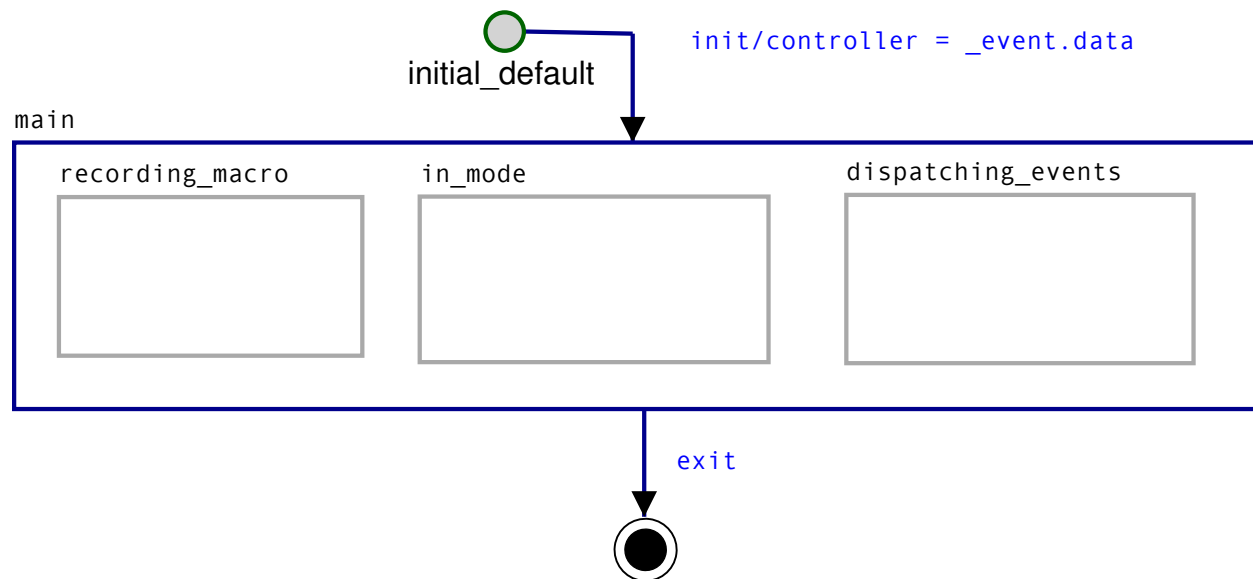 init/controller = _event.data
initial_default
main
recording_macro
in_mode
dispatching_events
exit